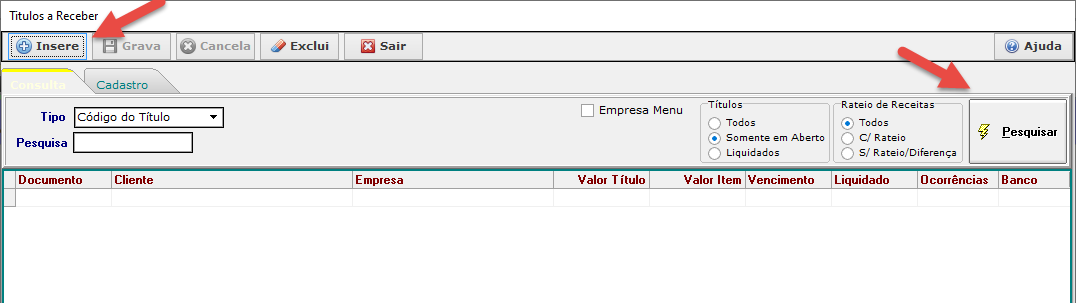 Titulos a Receber
Insere Grava Cancela Exclui Sair Ajuda
Consulta Cadastro
Tipo Código do Título
Pesquisa
Empresa Menu
Títulos
Todos
Somente em Aberto
Liquidados
Rateio de Receitas
Todos
C/ Rateio
S/ Rateio/Diferença
Pesquisar
Documento Cliente Empresa Valor Título Valor Item Vencimento Liquidado Ocorrências Banco